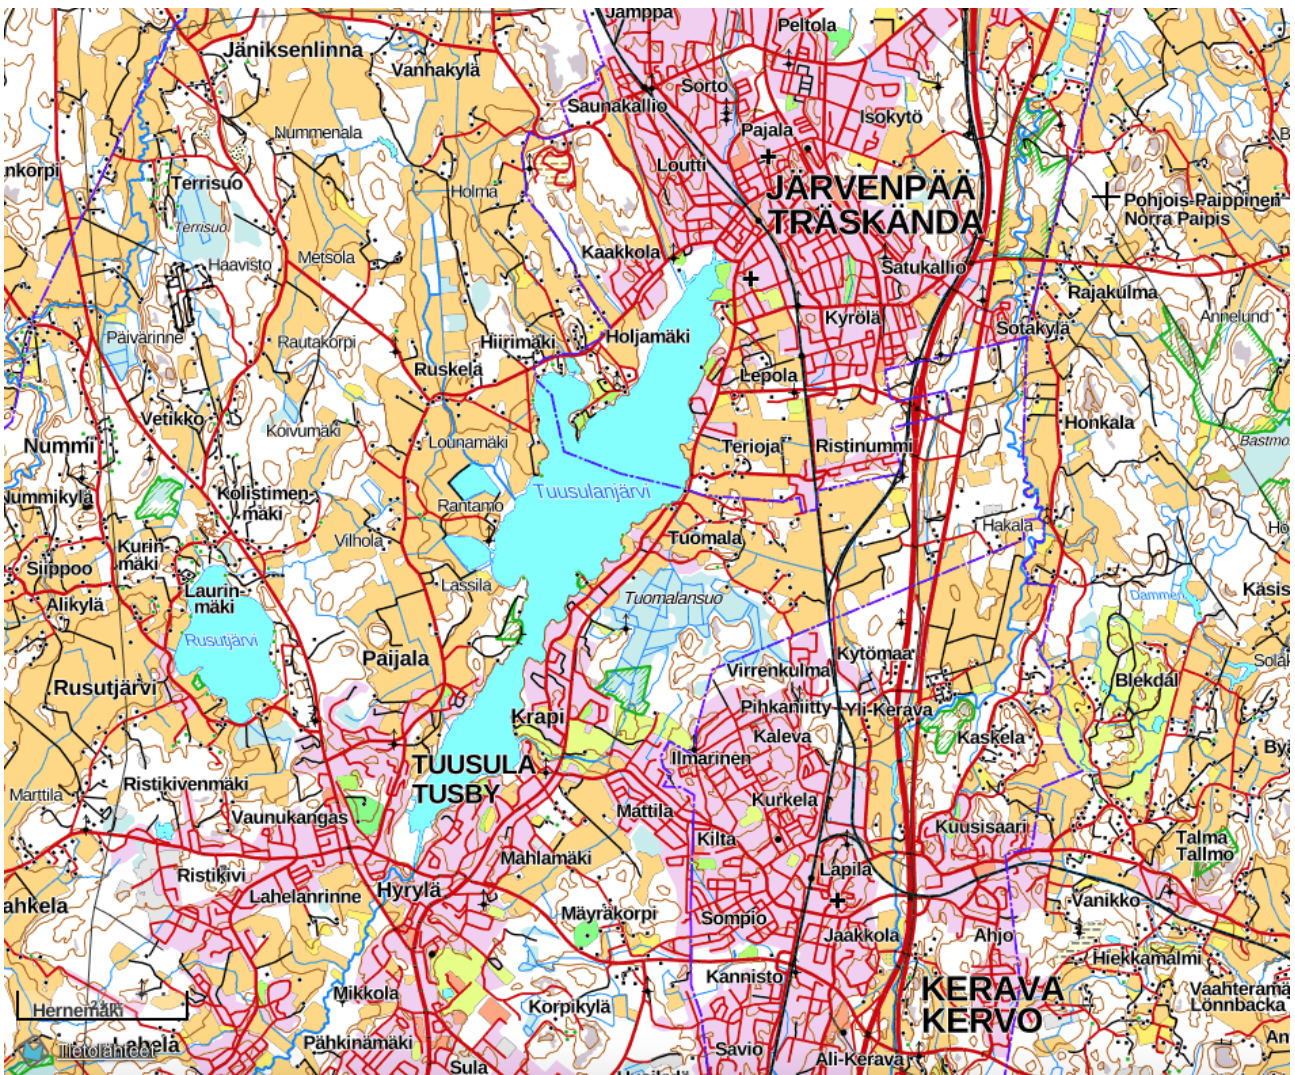 Jamppa
Peltola
Jäniksenlinna
Vanhakylä
Sorto
Saunakallio
Isokytö
Nummenala
Pajala
Loutti
Terrisuo
Holma
JÄRVENPÄÄ
TRÄSKÄNDA
Pohjois-Paippinen
Norra Paipis
Terrisuo
Kaakkola
Metsola
Haavisto
Satukallio
Rajakulma
Annelund
Kyrölä
Sotakylä
Päivärinne
Rautakorpi
Hiirimäki
Holjamäki
Ruskela
Lepola
Vetikko
Koivumäki
Lounamäki
Honkala
Nummi
Terioja
Ristinummi
Tuusulanjärvi
Nummikylä
Kolistimen-
mäki
Rantamo
Hakala
Vilhola
Tuomala
Kurin-
mäki
Siippoo
Lassila
Laurin-
mäki
Alikylä
Tuomalansuo
Rusutjärvi
Paijala
Kytömaa
Virrenkulma
Blekdal
Rusutjärvi
Krapi
Pihkaniitty
Yli-Kerava
Kaleva
Kaskela
TUUSULA
TUSBY
Ilmarinen
Ristikivenmäki
Marttila
Vaunukangas
Mattila
Kurkela
Kilta
Kuusisaari
Talma
Tallmo
Mahlamäki
Ristikivi
Lahelanrinne
Hyrylä
Lapila
Vanikko
Mäyräkorpi
Sompio
Jaakkola
Ahjo
Hiekkamalmi
Kannisto
Mikkola
KERAVA
KERVO
Lönnbacka
Hernemäki
2 km
Korpikylä
Pähkinämäki
Lahela
Tietolähteet
Savio
Ali-Kerava
Sula